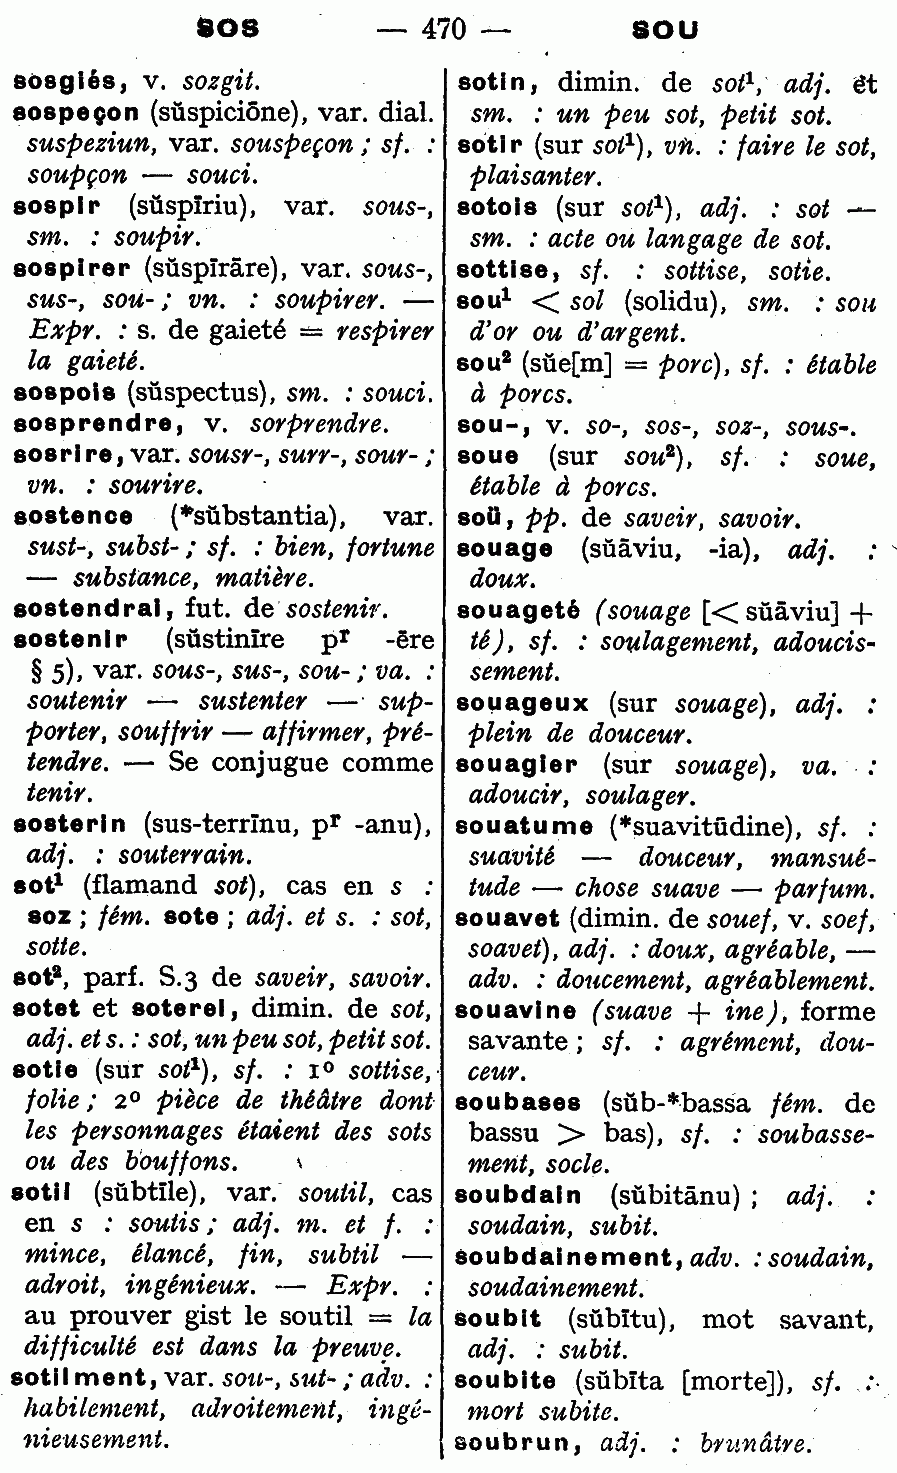 SOS — 470 — SOU
sosgiés, v. sozgit.
sospeçon (sŭspiciōne), var. dial.
suspeziun, var. souspeçon ; sf. :
soupçon — souci.
sospir (sŭspīriu), var. sous-,
sm. : soupir.
sospirer (sŭspīrāre), var. sous-,
sus-, sou- ; vn. : soupirer. —
Expr. : s. de gaieté = respirer
la gaieté.
sospois (sŭspectus), sm. : souci.
sosprendre, v. sorprendre.
sosrire, var. sousr-, surr-, sour- ;
vn. : sourire.
sostence (*sŭbstantia), var.
sust-, subst- ; sf. : bien, fortune
— substance, matière.
sostendrai, fut. de sostenir.
sostenir (sŭstinīre pʳ -ēre
§ 5), var. sous-, sus-, sou- ; va. :
soutenir — sustenter — sup-
porter, souffrir — affirmer, pré-
tendre. — Se conjugue comme
tenir.
sosterin (sus-terrīnu, pʳ -anu),
adj. : souterrain.
sot¹ (flamand sot), cas en s :
soz ; fém. sote ; adj. et s. : sot,
sotte.
sot², parf. S.3 de saveir, savoir.
sotet et soterel, dimin. de sot,
adj. et s. : sot, un peu sot, petit sot.
sotie (sur sot¹), sf. : 1º sottise,
folie ; 2º pièce de théâtre dont
les personnages étaient des sots
ou des bouffons.
sotil (sŭbtīle), var. soutil, cas
en s : soutis ; adj. m. et f. :
mince, élancé, fin, subtil —
adroit, ingénieux. — Expr. :
au prouver gist le soutil = la
difficulté est dans la preuve.
sotilment, var. sou-, sut- ; adv. :
habilement, adroitement, ingé-
nieusement.
sotin, dimin. de sot¹, adj. et
sm. : un peu sot, petit sot.
sotir (sur sot¹), vn. : faire le sot,
plaisanter.
sotois (sur sot¹), adj. : sot —
sm. : acte ou langage de sot.
sottise, sf. : sottise, sotie.
sou¹ < sol (solidu), sm. : sou
d'or ou d'argent.
sou² (sŭe[m] = porc), sf. : étable
à porcs.
sou-, v. so-, sos-, soz-, sous-.
soue (sur sou²), sf. : soue,
étable à porcs.
soü, pp. de saveir, savoir.
souage (sŭāviu, -ia), adj. :
doux.
souageté (souage [< sŭāviu] +
té), sf. : soulagement, adoucis-
sement.
souageux (sur souage), adj. :
plein de douceur.
souagier (sur souage), va. :
adoucir, soulager.
souatume (*suavitūdine), sf. :
suavité — douceur, mansué-
tude — chose suave — parfum.
souavet (dimin. de souef, v. soef,
soavet), adj. : doux, agréable, —
adv. : doucement, agréablement.
souavine (suave + ine), forme
savante ; sf. : agrément, dou-
ceur.
soubases (sŭb-*bassa fém. de
bassu > bas), sf. : soubasse-
ment, socle.
soubdain (sŭbitānu) ; adj. :
soudain, subit.
soubdainement, adv. : soudain,
soudainement.
soubit (sŭbītu), mot savant,
adj. : subit.
soubite (sŭbīta [morte]), sf. :
mort subite.
soubrun, adj. : brunâtre.